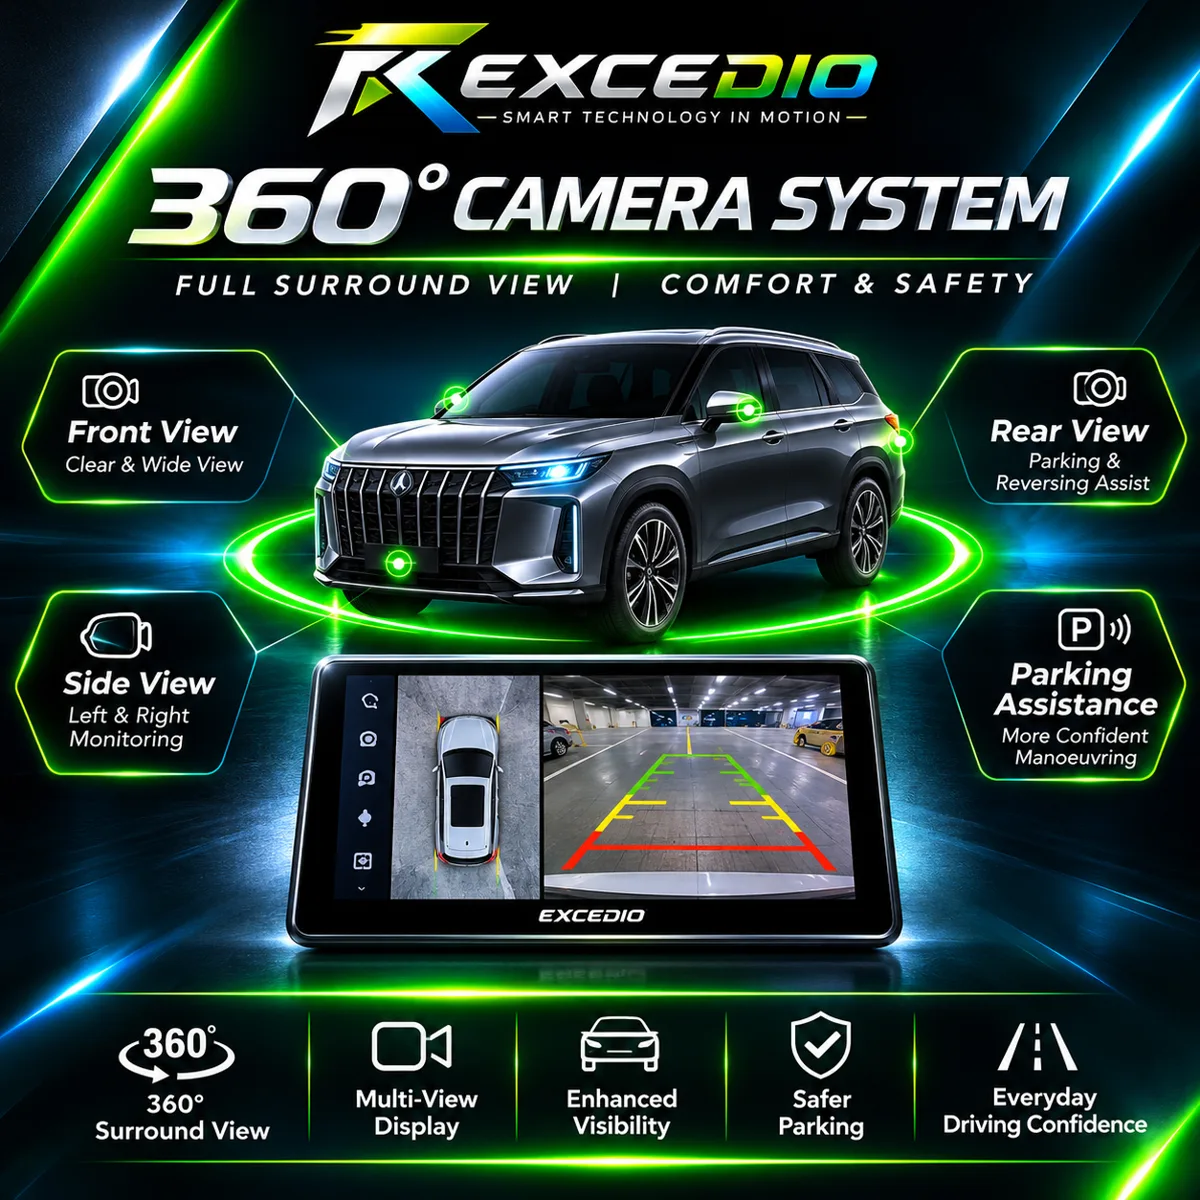 EXCEDIO
SMART TECHNOLOGY IN MOTION
360° CAMERA SYSTEM
FULL SURROUND VIEW | COMFORT & SAFETY
Front View
Clear & Wide View
Rear View
Parking &
Reversing Assist
Side View
Left & Right
Monitoring
P
Parking
Assistance
More Confident
Manoeuvring
EXCEDIO
360°
360°
Surround View
Multi-View
Display
Enhanced
Visibility
Safer
Parking
Everyday
Driving Confidence